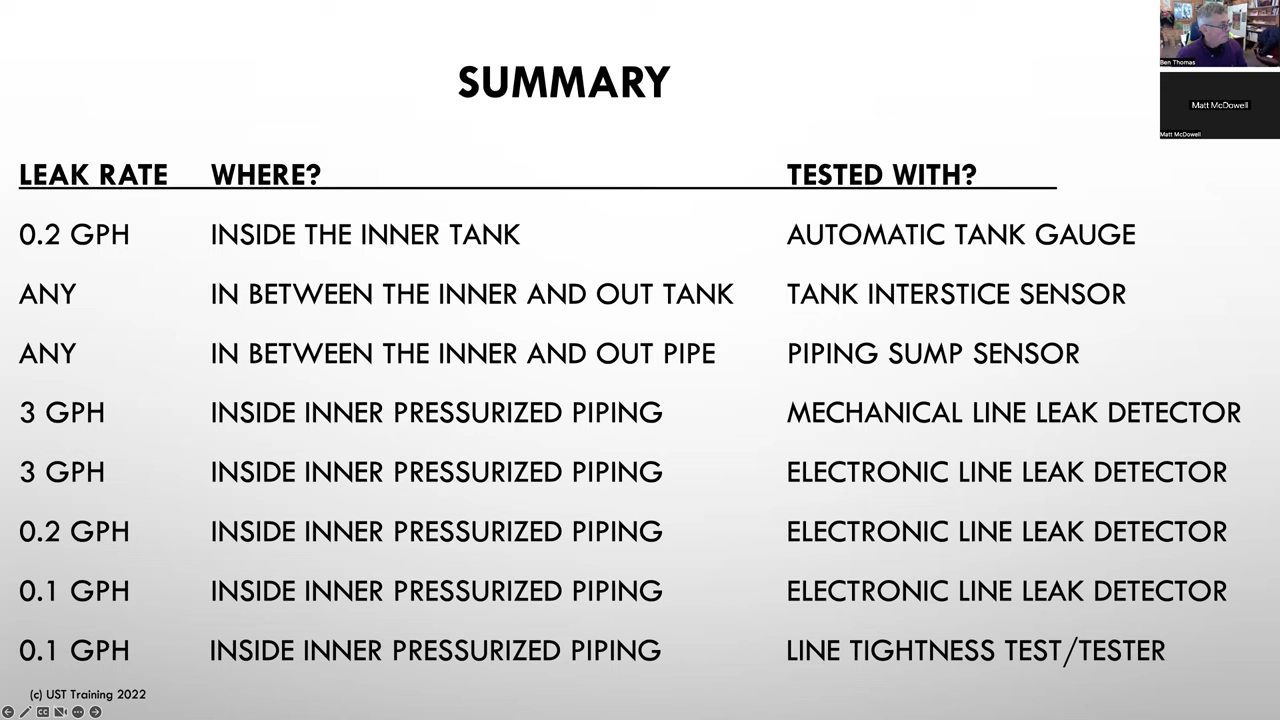 SUMMARY
LEAK RATE WHERE? TESTED WITH?
0.2 GPH INSIDE THE INNER TANK AUTOMATIC TANK GAUGE
ANY IN BETWEEN THE INNER AND OUT TANK TANK INTERSTICE SENSOR
ANY IN BETWEEN THE INNER AND OUT PIPE PIPING SUMP SENSOR
3 GPH INSIDE INNER PRESSURIZED PIPING MECHANICAL LINE LEAK DETECTOR
3 GPH INSIDE INNER PRESSURIZED PIPING ELECTRONIC LINE LEAK DETECTOR
0.2 GPH INSIDE INNER PRESSURIZED PIPING ELECTRONIC LINE LEAK DETECTOR
0.1 GPH INSIDE INNER PRESSURIZED PIPING ELECTRONIC LINE LEAK DETECTOR
0.1 GPH INSIDE INNER PRESSURIZED PIPING LINE TIGHTNESS TEST/TESTER
(c) UST Training 2022
CC
Ben Thomas
Matt McDowell
Matt McDowell